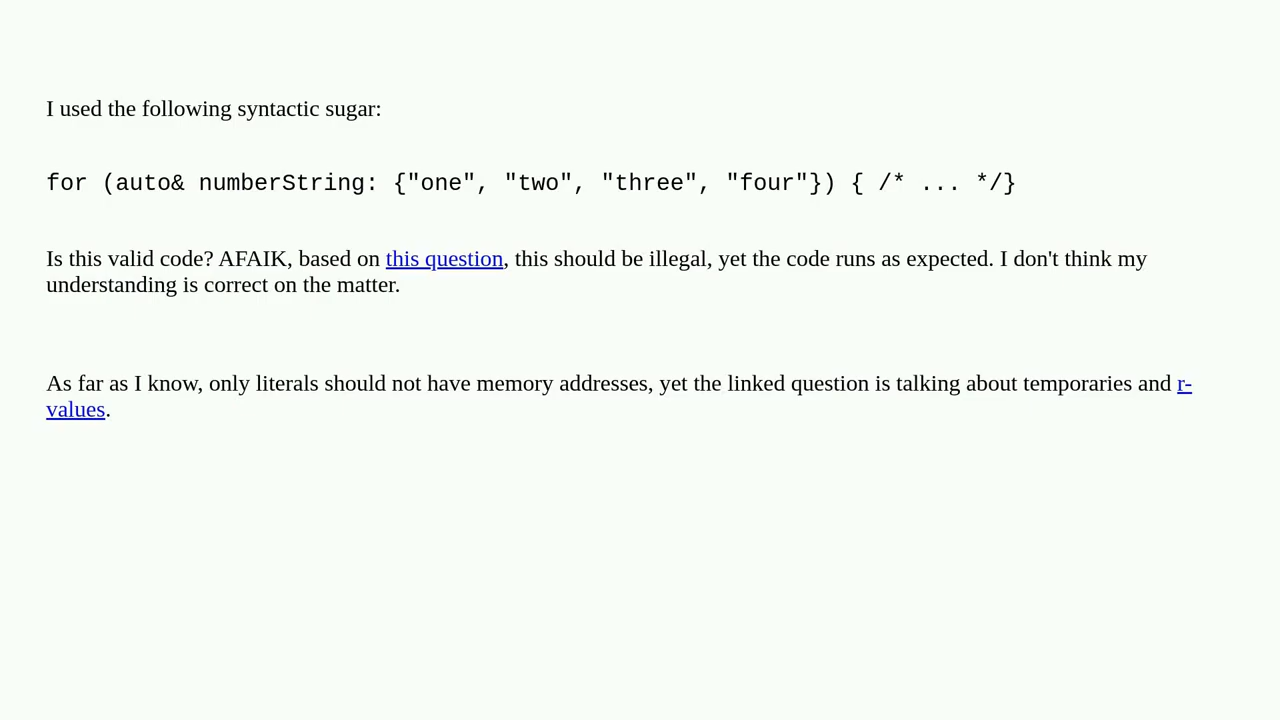 I used the following syntactic sugar:
for (auto& numberString: {"one", "two", "three", "four"}) { /* ... */}
Is this valid code? AFAIK, based on this question, this should be illegal, yet the code runs as expected. I don't think my
understanding is correct on the matter.
As far as I know, only literals should not have memory addresses, yet the linked question is talking about temporaries and r-
values.